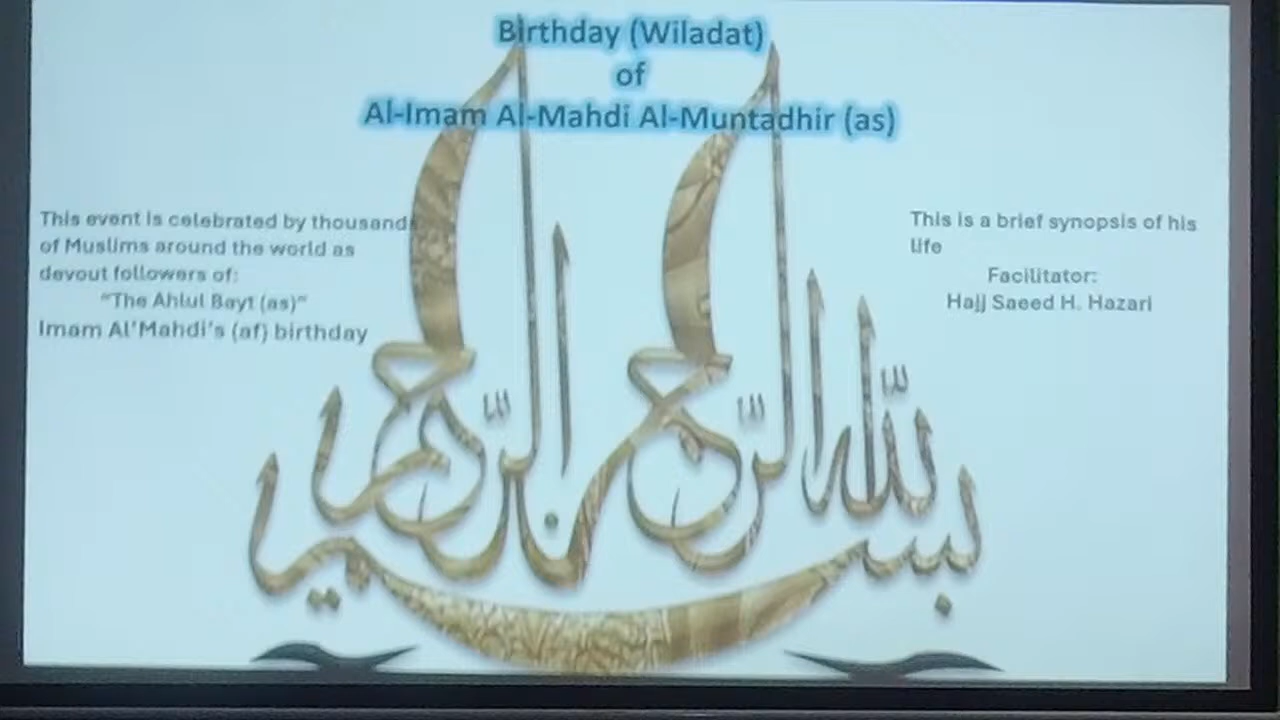 Birthday (Wiladat)
of
Al-Imam Al-Mahdi Al-Muntadhir (as)
This event is celebrated by thousands
of Muslims around the world as
devout followers of:
"The Ahlul Bayt (as)"
Imam Al'Mahdi's (af) birthday
This is a brief synopsis of his
life
Facilitator:
Hajj Saeed H. Hazari
بسم الله الرحمن الرحيم